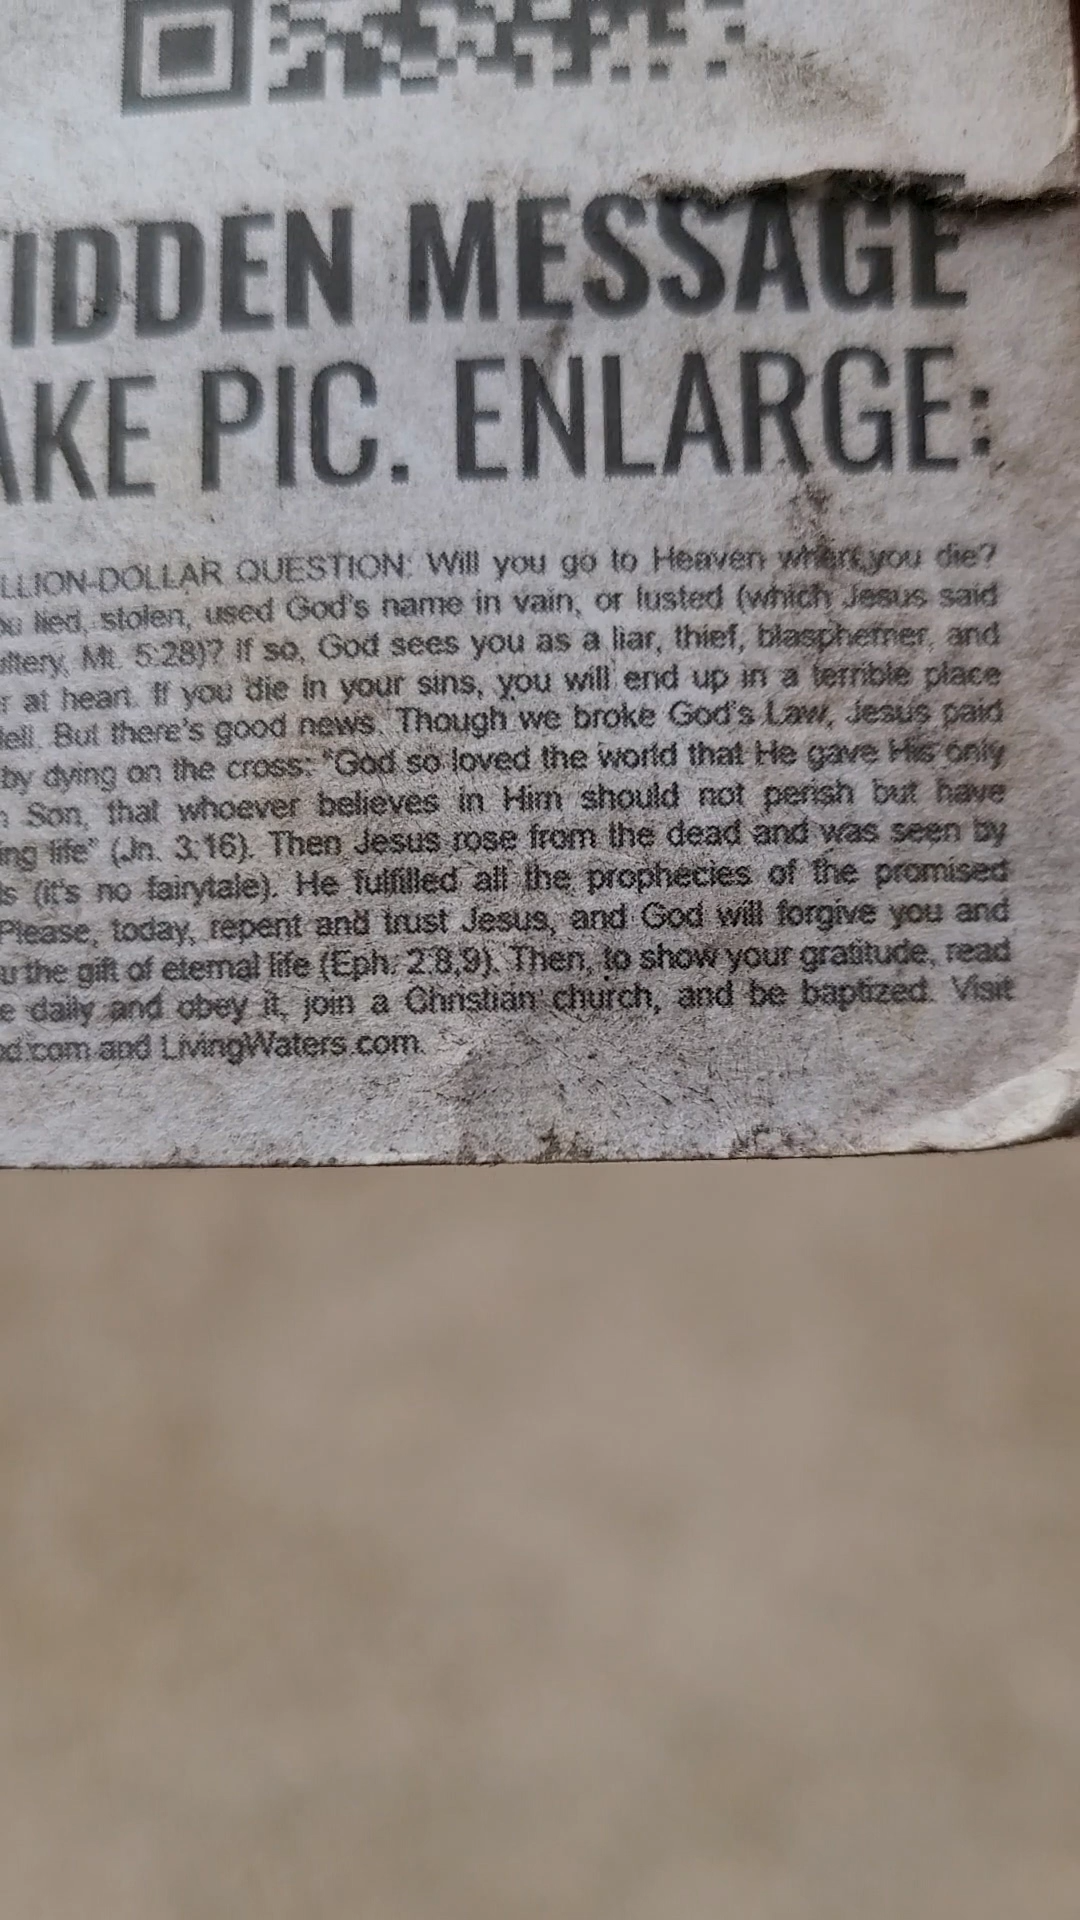 IDDEN MESSAGE
AKE PIC. ENLARGE:
LLION-DOLLAR QUESTION: Will you go to Heaven when you die?
ou lied, stolen, used God's name in vain, or lusted (which Jesus said
ultery, Mt. 5:28)? If so, God sees you as a liar, thief, blasphemer, and
r at heart. If you die in your sins, you will end up in a terrible place
Hell. But there's good news. Though we broke God's Law, Jesus paid
by dying on the cross: "God so loved the world that He gave His only
n Son, that whoever believes in Him should not perish but have
ing life" (Jn. 3:16). Then Jesus rose from the dead and was seen by
ds (it's no fairytale). He fulfilled all the prophecies of the promised
Please, today, repent and trust Jesus, and God will forgive you and
u the gift of eternal life (Eph. 2:8,9). Then, to show your gratitude, read
e daily and obey it, join a Christian church, and be baptized. Visit
od.com and LivingWaters.com.